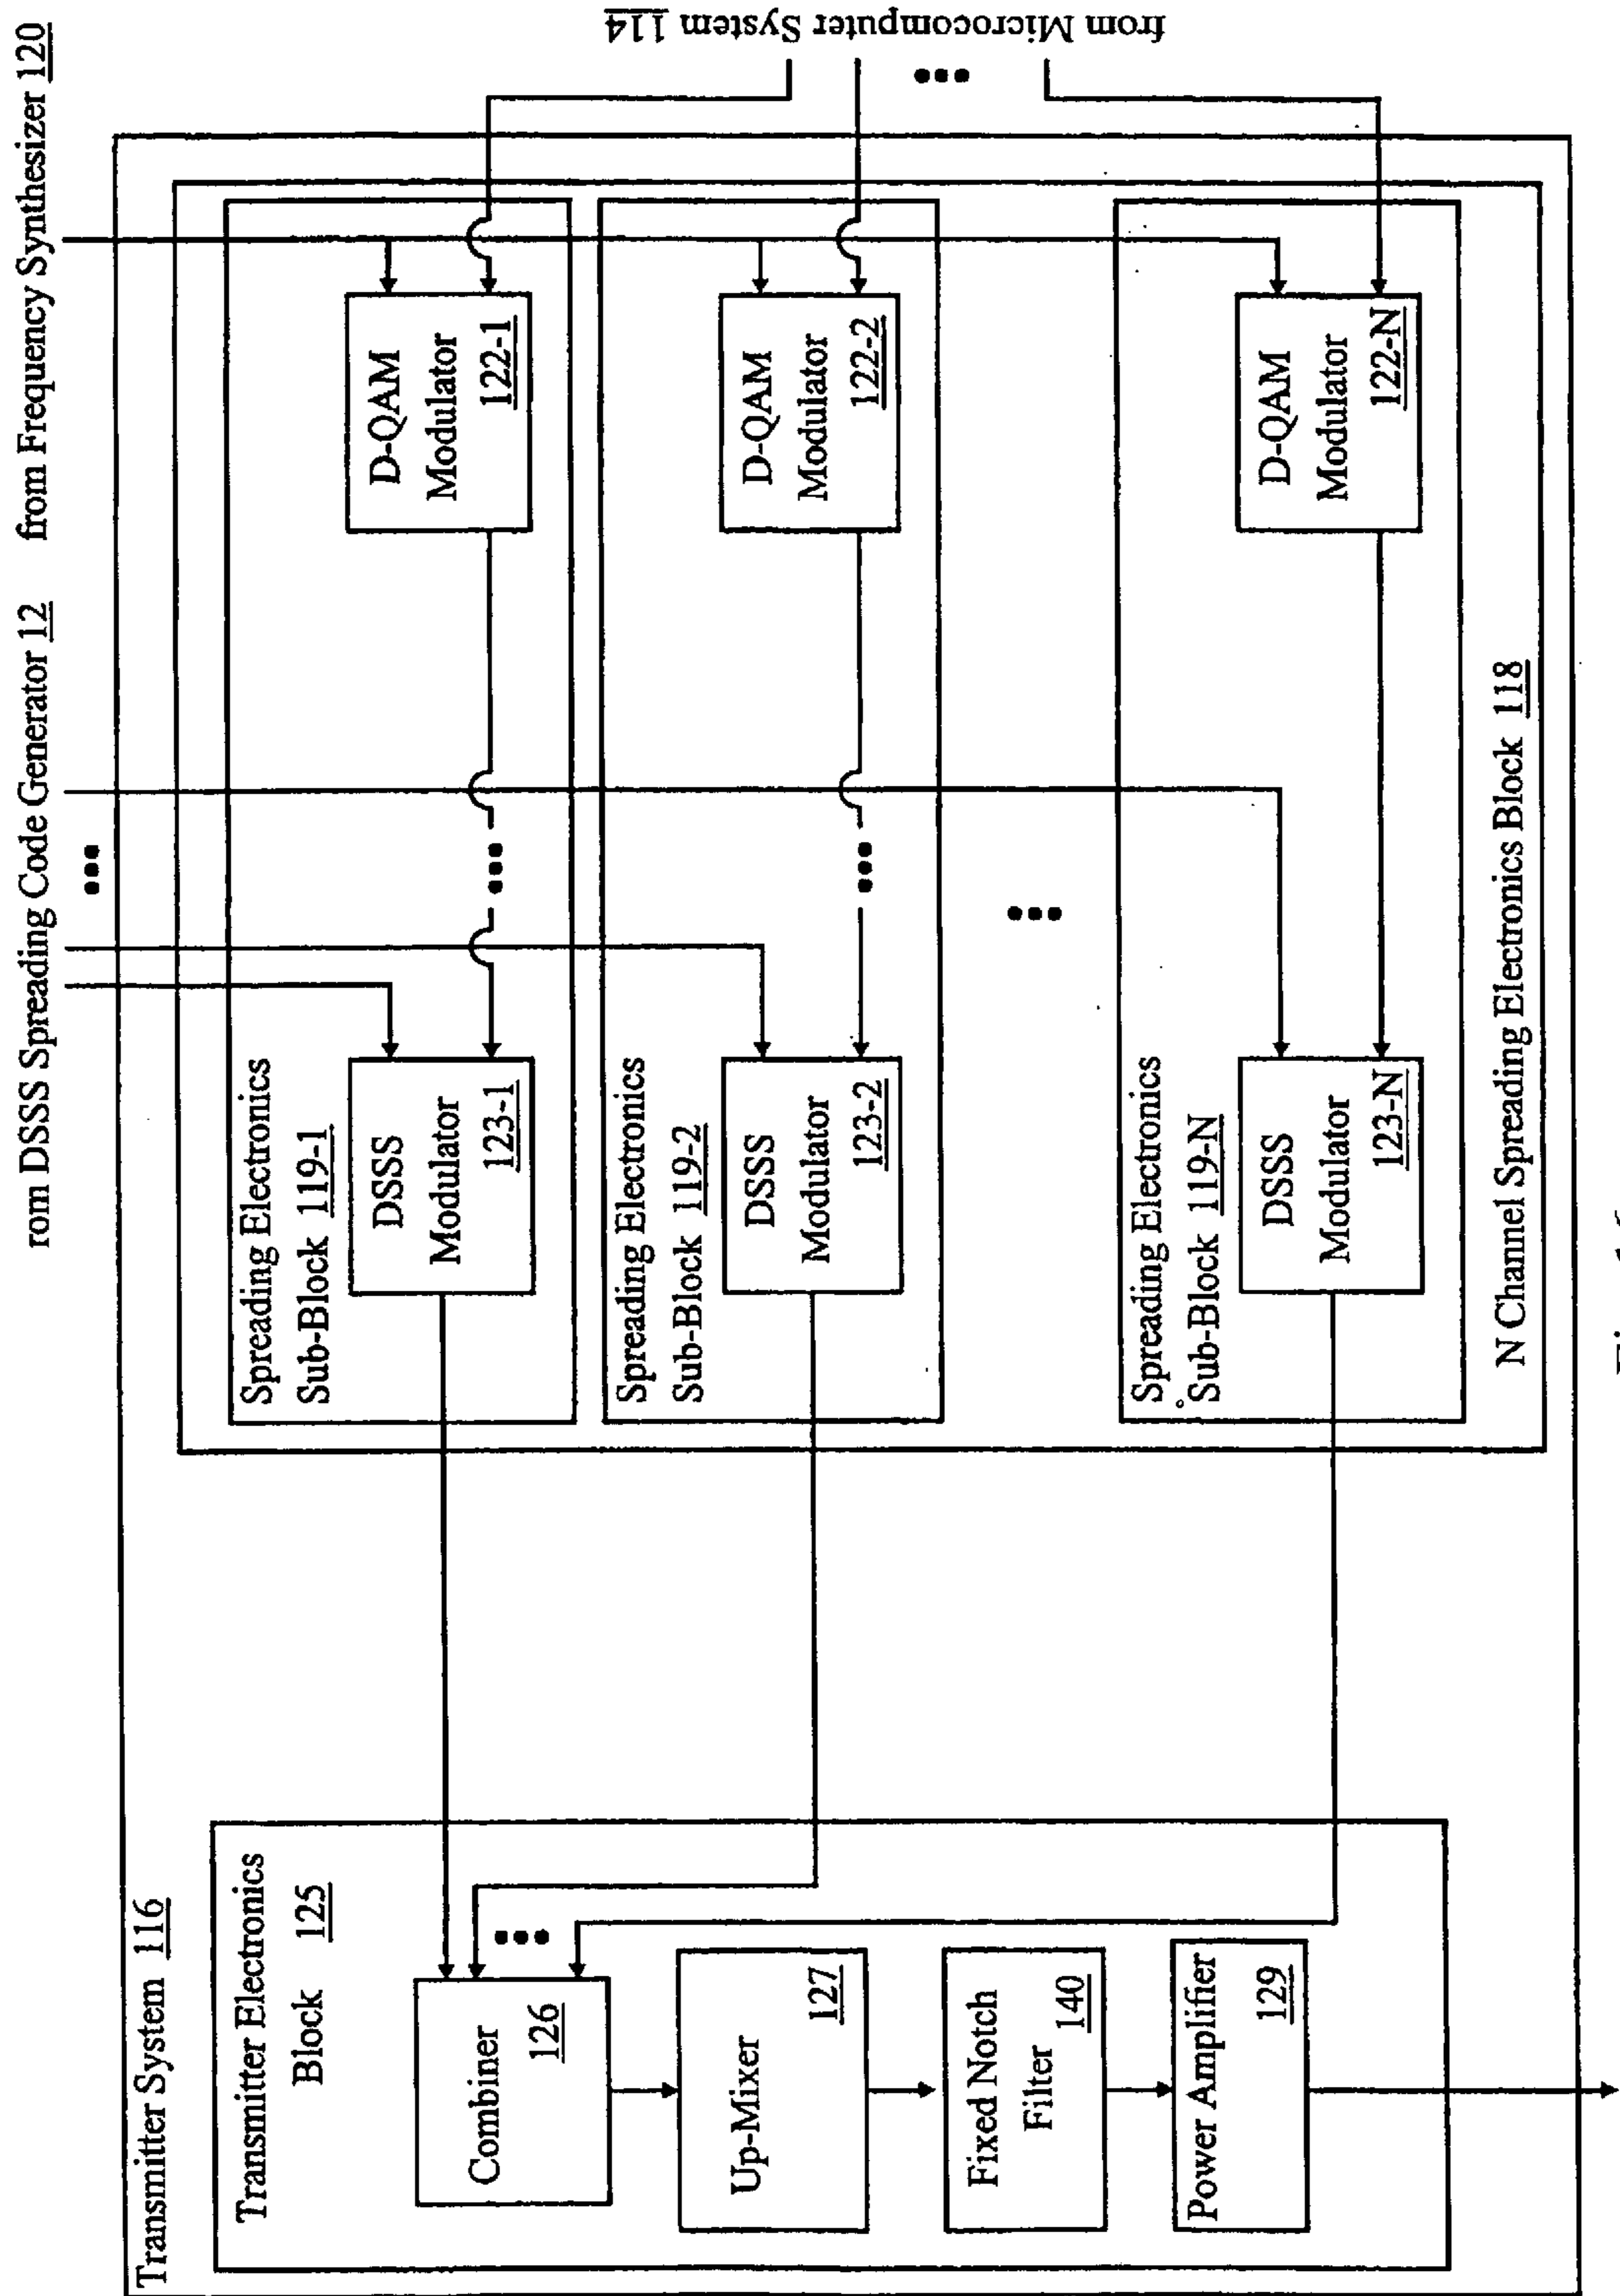 from Microcomputer System 114
from Frequency Synthesizer 120
rom DSSS Spreading Code Generator 12
D-QAM
Modulator
122-1
D-QAM
Modulator
122-2
D-QAM
Modulator
122-N
Spreading Electronics
Sub-Block 119-1
DSSS
Modulator
123-1
Spreading Electronics
Sub-Block 119-2
DSSS
Modulator
123-2
Spreading Electronics
Sub-Block 119-N
DSSS
Modulator
123-N
N Channel Spreading Electronics Block 118
Transmitter System 116
Transmitter Electronics
Block 125
Combiner
126
Up-Mixer
127
Fixed Notch
Filter
140
Power Amplifier
129